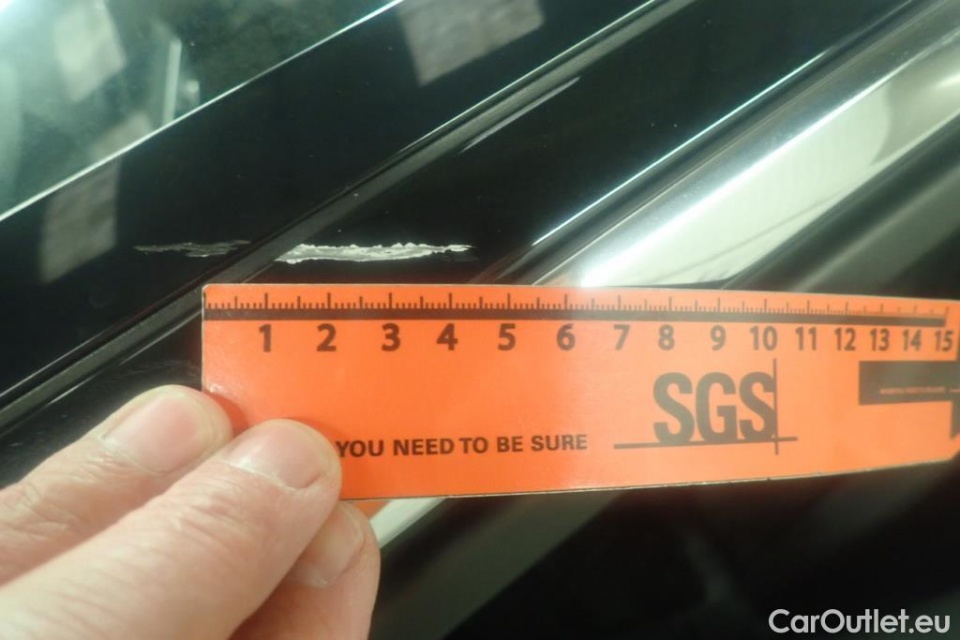 1 2 3 4 5 6 7 8 9 10 11 12 13 14 15
SGS
YOU NEED TO BE SURE
CarOutlet.eu